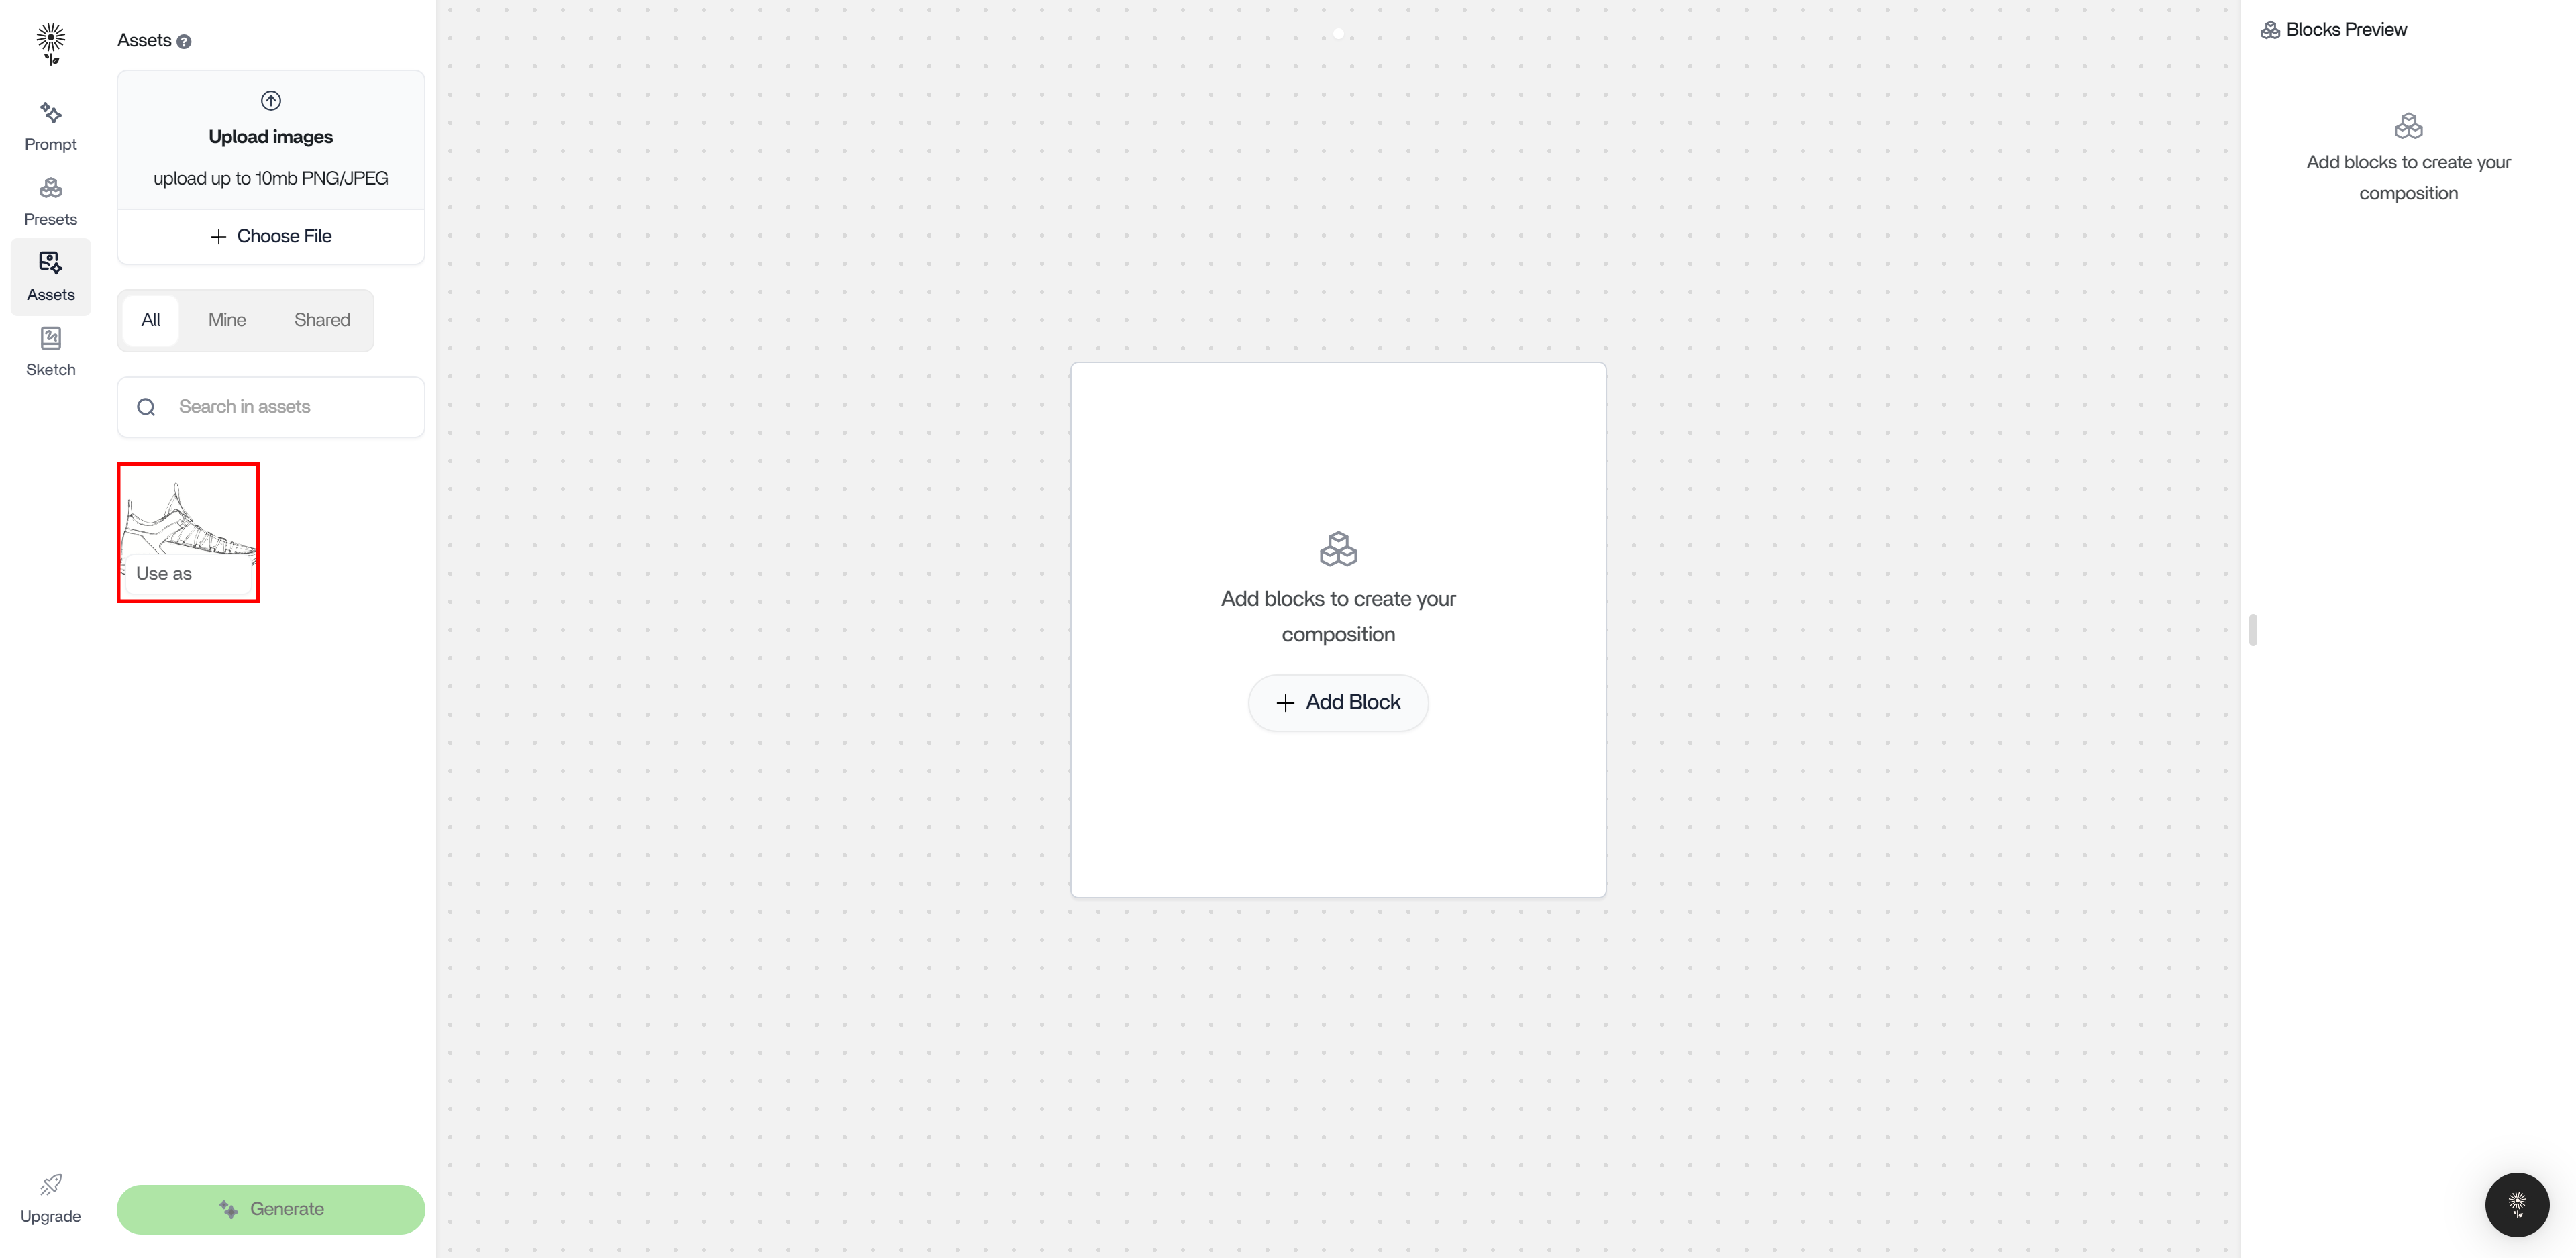 Assets
Upload images
upload up to 10mb PNG/JPEG
Choose File
All
Mine
Shared
Search in assets
Use as
Generate
Prompt
Presets
Assets
Sketch
Upgrade
Add blocks to create your
composition
Add Block
Blocks Preview
Add blocks to create your
composition